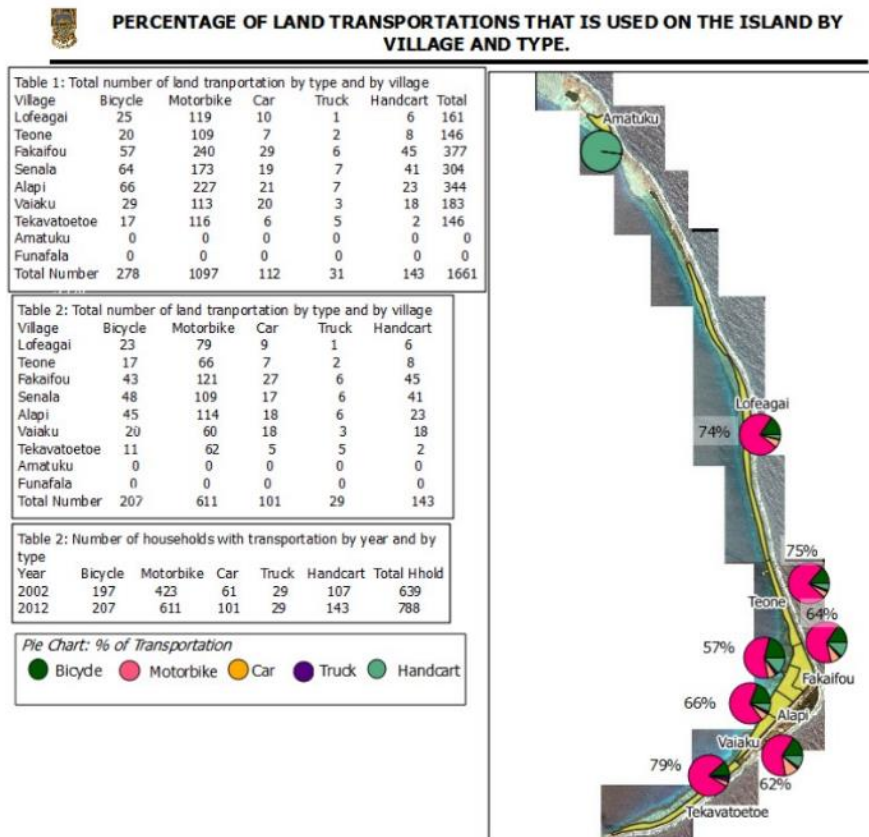 PERCENTAGE OF LAND TRANSPORTATIONS THAT IS USED ON THE ISLAND BY
VILLAGE AND TYPE.
Table 1: Total number of land tranportation by type and by village
Village Bicycle Motorbike Car Truck Handcart Total
Lofeagai 25 119 10 1 6 161
Teone 20 109 7 2 8 146
Fakaifou 57 240 29 6 45 377
Senala 64 173 19 7 41 304
Alapi 66 227 21 7 23 344
Vaiaku 29 113 20 3 18 183
Tekavatoetoe 17 116 6 5 2 146
Amatuku 0 0 0 0 0 0
Funafala 0 0 0 0 0 0
Total Number 278 1097 112 31 143 1661
Table 2: Total number of land tranportation by type and by village
Village Bicycle Motorbike Car Truck Handcart
Lofeagai 23 79 9 1 6
Teone 17 66 7 2 8
Fakaifou 43 121 27 6 45
Senala 48 109 17 6 41
Alapi 45 114 18 6 23
Vaiaku 20 60 18 3 18
Tekavatoetoe 11 62 5 5 2
Amatuku 0 0 0 0 0
Funafala 0 0 0 0 0
Total Number 207 611 101 29 143
Table 2: Number of households with transportation by year and by
type
Year Bicycle Motorbike Car Truck Handcart Total Hhold
2002 197 423 61 29 107 639
2012 207 611 101 29 143 788
Pie Chart: % of Transportation
Bicycle Motorbike Car Truck Handcart
Amatuku
Lofeagai
74%
75%
Teone
64%
57%
Fakaifou
66%
Alapi
Vaiaku
79%
62%
Tekavatoetoe